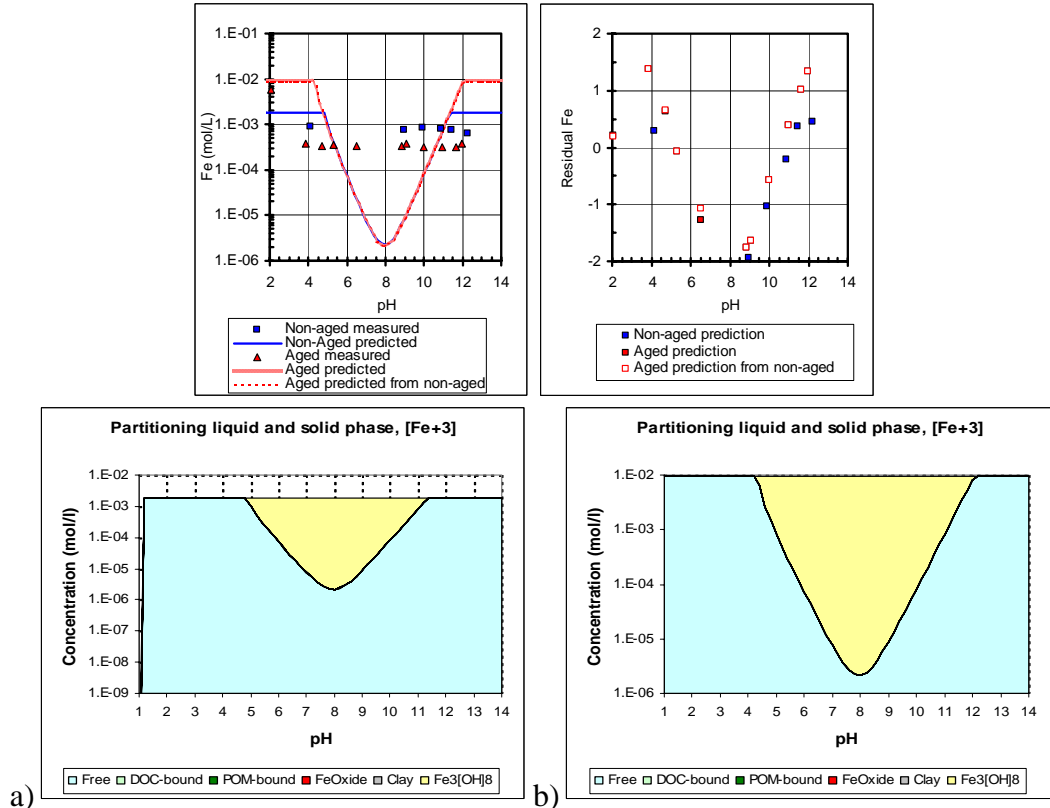 1.E-01
1.E-02
1.E-03
1.E-04
1.E-05
1.E-06
Fe (mol/L)
2 4 6 8 10 12 14
pH
Non-aged measured
Non-Aged predicted
Aged measured
Aged predicted
Aged predicted from non-aged
2
1
0
-1
-2
Residual Fe
2 4 6 8 10 12 14
pH
Non-aged prediction
Aged prediction
Aged prediction from non-aged
Partitioning liquid and solid phase, [Fe+3]
1.E-02
1.E-03
1.E-04
1.E-05
1.E-06
1.E-07
1.E-08
1.E-09
Concentration (mol/l)
1 2 3 4 5 6 7 8 9 10 11 12 13 14
pH
Free DOC-bound POM-bound FeOxide Clay Fe3[OH]8
a)
Partitioning liquid and solid phase, [Fe+3]
1.E-02
1.E-03
1.E-04
1.E-05
1.E-06
Concentration (mol/l)
1 2 3 4 5 6 7 8 9 10 11 12 13 14
pH
Free DOC-bound POM-bound FeOxide Clay Fe3[OH]8
b)